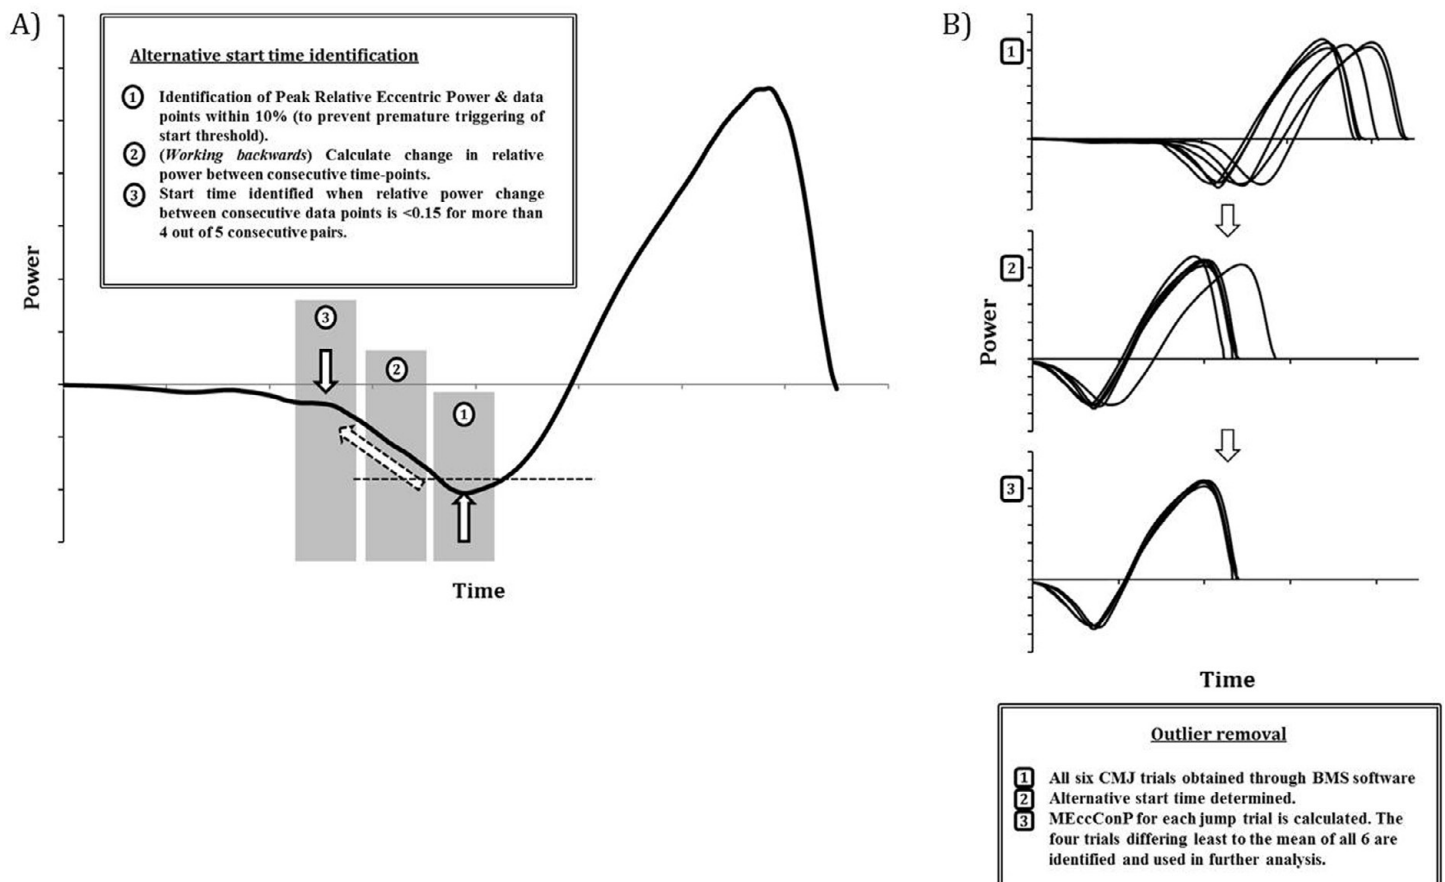 A)
Alternative start time identification
1 Identification of Peak Relative Eccentric Power & data
points within 10% (to prevent premature triggering of
start threshold).
2 (Working backwards) Calculate change in relative
power between consecutive time-points.
3 Start time identified when relative power change
between consecutive data points is <0.15 for more than
4 out of 5 consecutive pairs.
Power
3
2
1
Time
B)
1
2
Power
3
Time
Outlier removal
1 All six CMJ trials obtained through BMS software
2 Alternative start time determined.
3 MEccConP for each jump trial is calculated. The
four trials differing least to the mean of all 6 are
identified and used in further analysis.